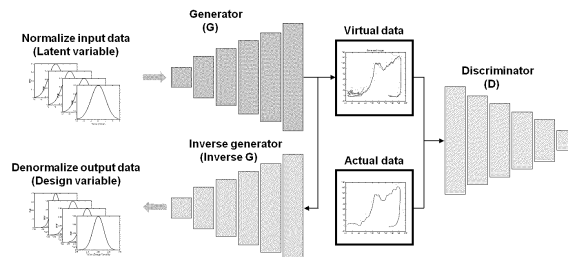 Generator
(G)
Normalize input data
(Latent variable)
Virtual data
Discriminator
(D)
Inverse generator
(Inverse G)
Denormalize output data
(Design variable)
Actual data